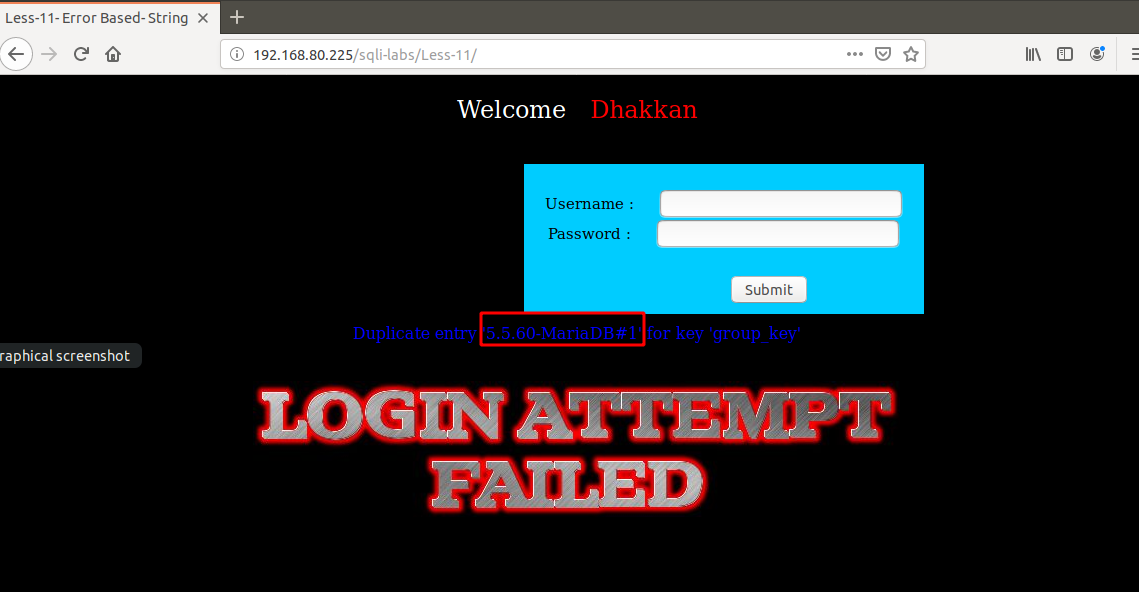 Less-11- Error Based- String
192.168.80.225/sqli-labs/Less-11/
Welcome Dhakkan
Username :
Password :
Submit
Duplicate entry '5.5.60-MariaDB#1' for key 'group_key'
raphical screenshot
LOGIN ATTEMPT
FAILED